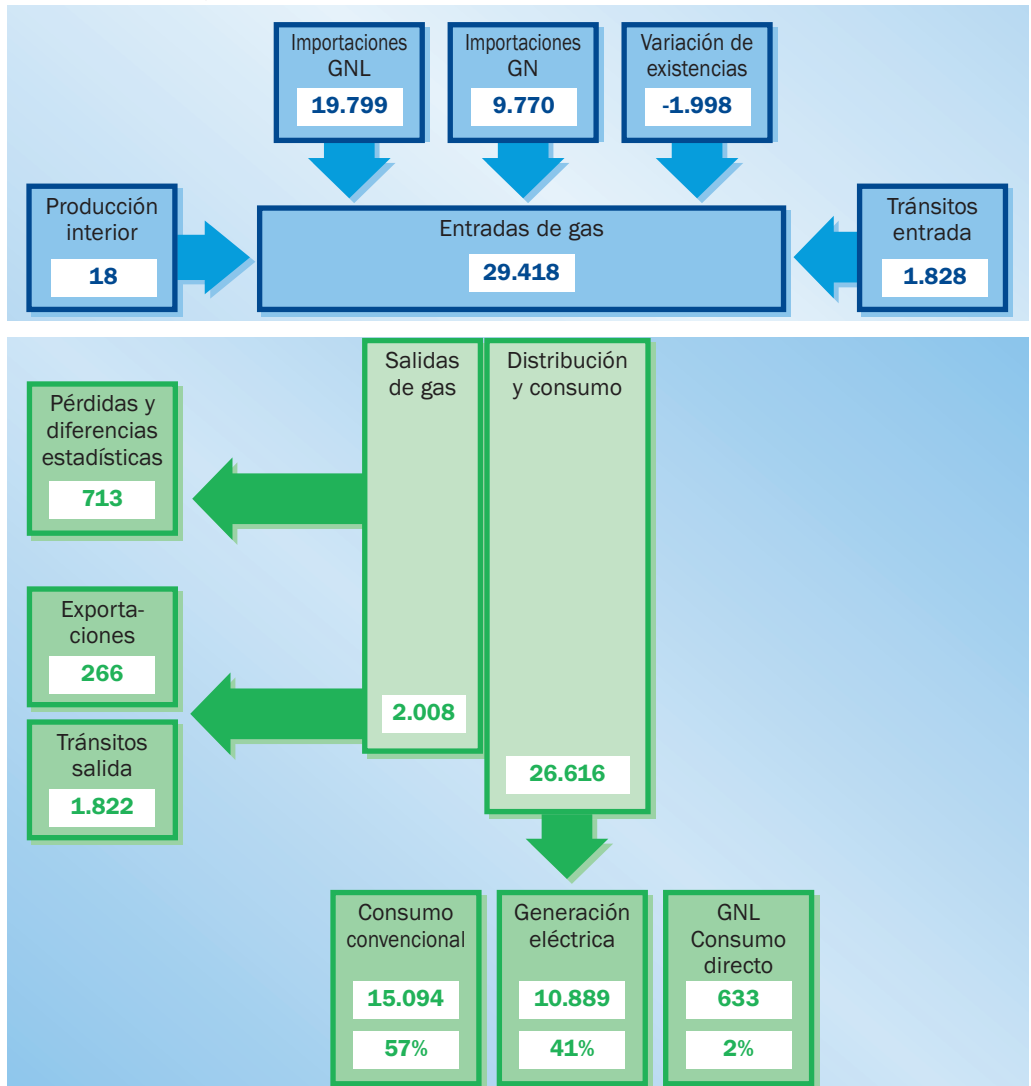 Importaciones
GNL
19.799
Importaciones
GN
9.770
Variación de
existencias
-1.998
Producción
interior
18
Entradas de gas
29.418
Tránsitos
entrada
1.828
Salidas
de gas
2.008
Distribución
y consumo
26.616
Pérdidas y
diferencias
estadísticas
713
Exporta-
ciones
266
Tránsitos
salida
1.822
Consumo
convencional
15.094
57%
Generación
eléctrica
10.889
41%
GNL
Consumo
directo
633
2%